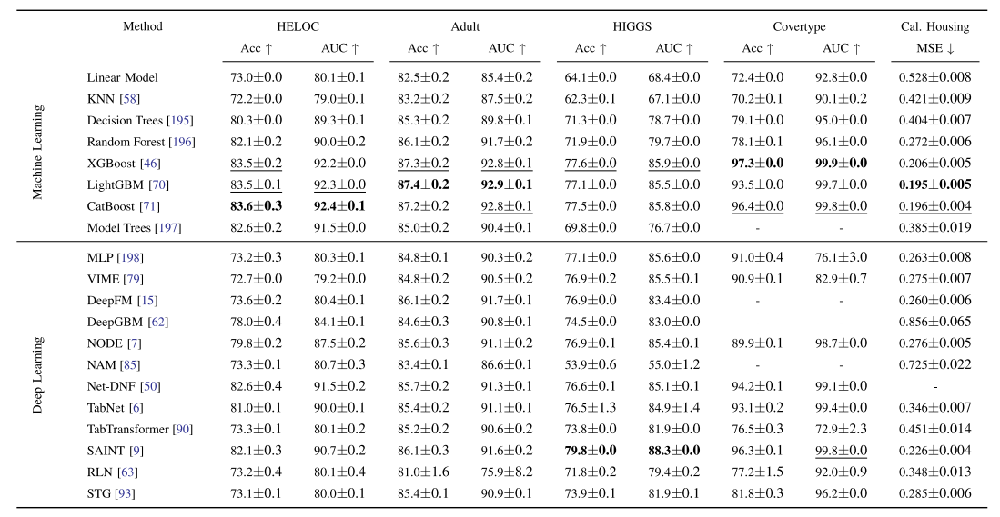 Method HELOC Adult HIGGS Covertype Cal. Housing
Acc ↑ AUC ↑ Acc ↑ AUC ↑ Acc ↑ AUC ↑ Acc ↑ AUC ↑ MSE ↓
Machine Learning
Linear Model 73.0±0.0 80.1±0.1 82.5±0.2 85.4±0.2 64.1±0.0 68.4±0.0 72.4±0.0 92.8±0.0 0.528±0.008
KNN [58] 72.2±0.0 79.0±0.1 83.2±0.2 87.5±0.2 62.3±0.1 67.1±0.0 70.2±0.1 90.1±0.2 0.421±0.009
Decision Trees [195] 80.3±0.0 89.3±0.1 85.3±0.2 89.8±0.1 71.3±0.0 78.7±0.0 79.1±0.0 95.0±0.0 0.404±0.007
Random Forest [196] 82.1±0.2 90.0±0.2 86.1±0.2 91.7±0.2 71.9±0.0 79.7±0.0 78.1±0.1 96.1±0.0 0.272±0.006
XGBoost [46] 83.5±0.2 92.2±0.0 87.3±0.2 92.8±0.1 77.6±0.0 85.9±0.0 97.3±0.0 99.9±0.0 0.206±0.005
LightGBM [70] 83.5±0.1 92.3±0.0 87.4±0.2 92.9±0.1 77.1±0.0 85.5±0.0 93.5±0.0 99.7±0.0 0.195±0.005
CatBoost [71] 83.6±0.3 92.4±0.1 87.2±0.2 92.8±0.1 77.5±0.0 85.8±0.0 96.4±0.0 99.8±0.0 0.196±0.004
Model Trees [197] 82.6±0.2 91.5±0.0 85.0±0.2 90.4±0.1 69.8±0.0 76.7±0.0 - - 0.385±0.019
Deep Learning
MLP [198] 73.2±0.3 80.3±0.1 84.8±0.1 90.3±0.2 77.1±0.0 85.6±0.0 91.0±0.4 76.1±3.0 0.263±0.008
VIME [79] 72.7±0.0 79.2±0.0 84.8±0.2 90.5±0.2 76.9±0.2 85.5±0.1 90.9±0.1 82.9±0.7 0.275±0.007
DeepFM [15] 73.6±0.2 80.4±0.1 86.1±0.2 91.7±0.1 76.9±0.0 83.4±0.0 - - 0.260±0.006
DeepGBM [62] 78.0±0.4 84.1±0.1 84.6±0.3 90.8±0.1 74.5±0.0 83.0±0.0 - - 0.856±0.065
NODE [7] 79.8±0.2 87.5±0.2 85.6±0.3 91.1±0.2 76.9±0.1 85.4±0.1 89.9±0.1 98.7±0.0 0.276±0.005
NAM [85] 73.3±0.1 80.7±0.3 83.4±0.1 86.6±0.1 53.9±0.6 55.0±1.2 - - 0.725±0.022
Net-DNF [50] 82.6±0.4 91.5±0.2 85.7±0.2 91.3±0.1 76.6±0.1 85.1±0.1 94.2±0.1 99.1±0.0 -
TabNet [6] 81.0±0.1 90.0±0.1 85.4±0.2 91.1±0.1 76.5±1.3 84.9±1.4 93.1±0.2 99.4±0.0 0.346±0.007
TabTransformer [90] 73.3±0.1 80.1±0.2 85.2±0.2 90.6±0.2 73.8±0.0 81.9±0.0 76.5±0.3 72.9±2.3 0.451±0.014
SAINT [9] 82.1±0.3 90.7±0.2 86.1±0.3 91.6±0.2 79.8±0.0 88.3±0.0 96.3±0.1 99.8±0.0 0.226±0.004
RLN [63] 73.2±0.4 80.1±0.4 81.0±1.6 75.9±8.2 71.8±0.2 79.4±0.2 77.2±1.5 92.0±0.9 0.348±0.013
STG [93] 73.1±0.1 80.0±0.1 85.4±0.1 90.9±0.1 73.9±0.1 81.9±0.1 81.8±0.3 96.2±0.0 0.285±0.006